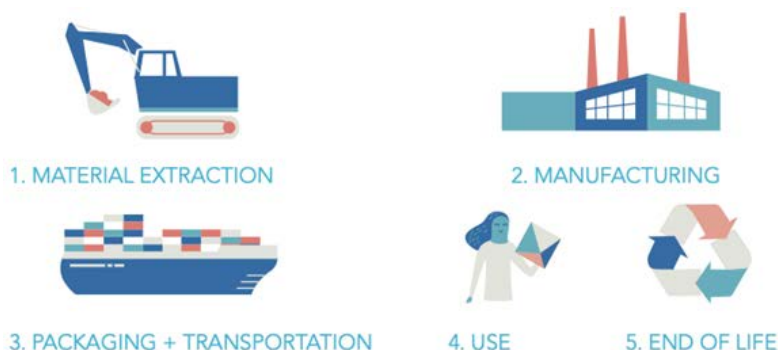 1. MATERIAL EXTRACTION
2. MANUFACTURING
3. PACKAGING + TRANSPORTATION
4. USE
5. END OF LIFE